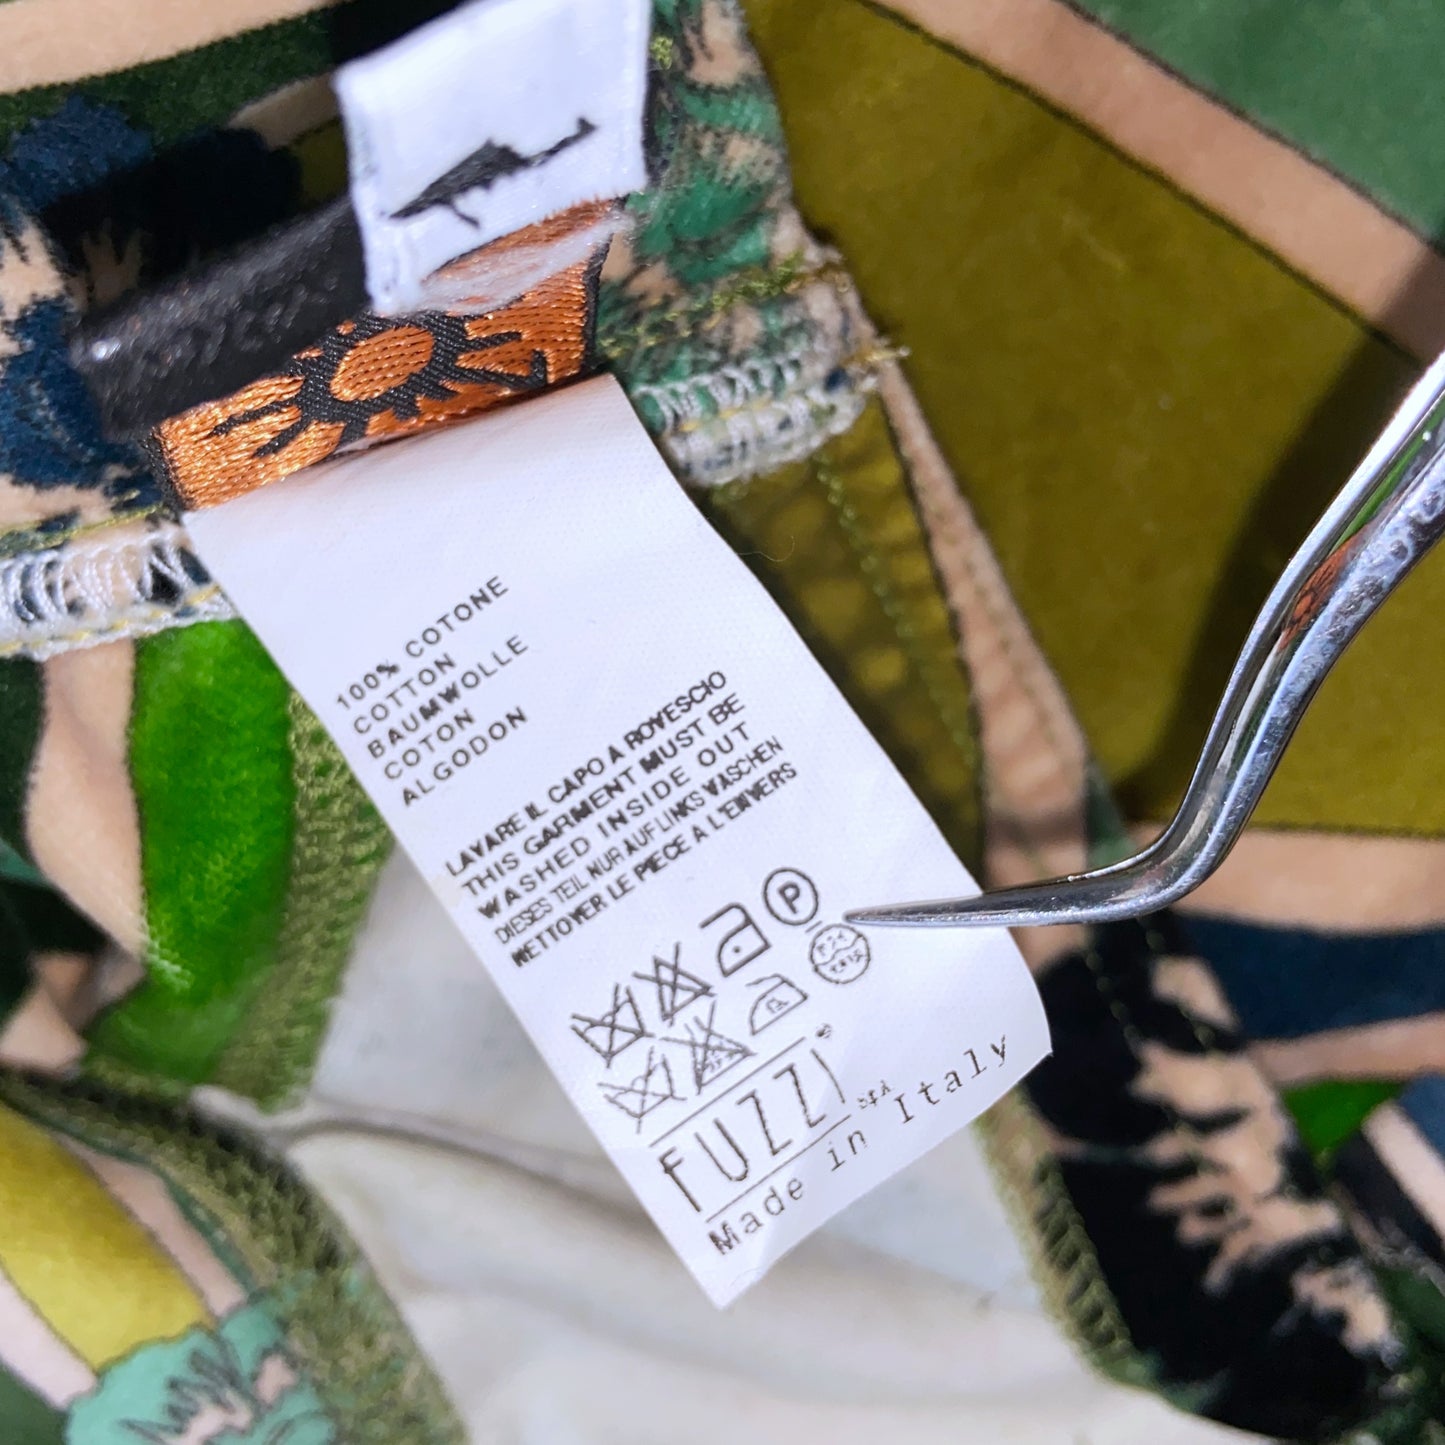 100% COTONE
COTTON
BAUMWOLLE
COTON
ALGODON
LAVARE IL CAPO A ROVESCIO
THIS GARMENT MUST BE
WASHED INSIDE OUT
DIESES TEIL NUR AUF LINKS WASCHEN
NETTOYER LE PIECE A L'ENVERS
P
FUZZI
Made in Italy